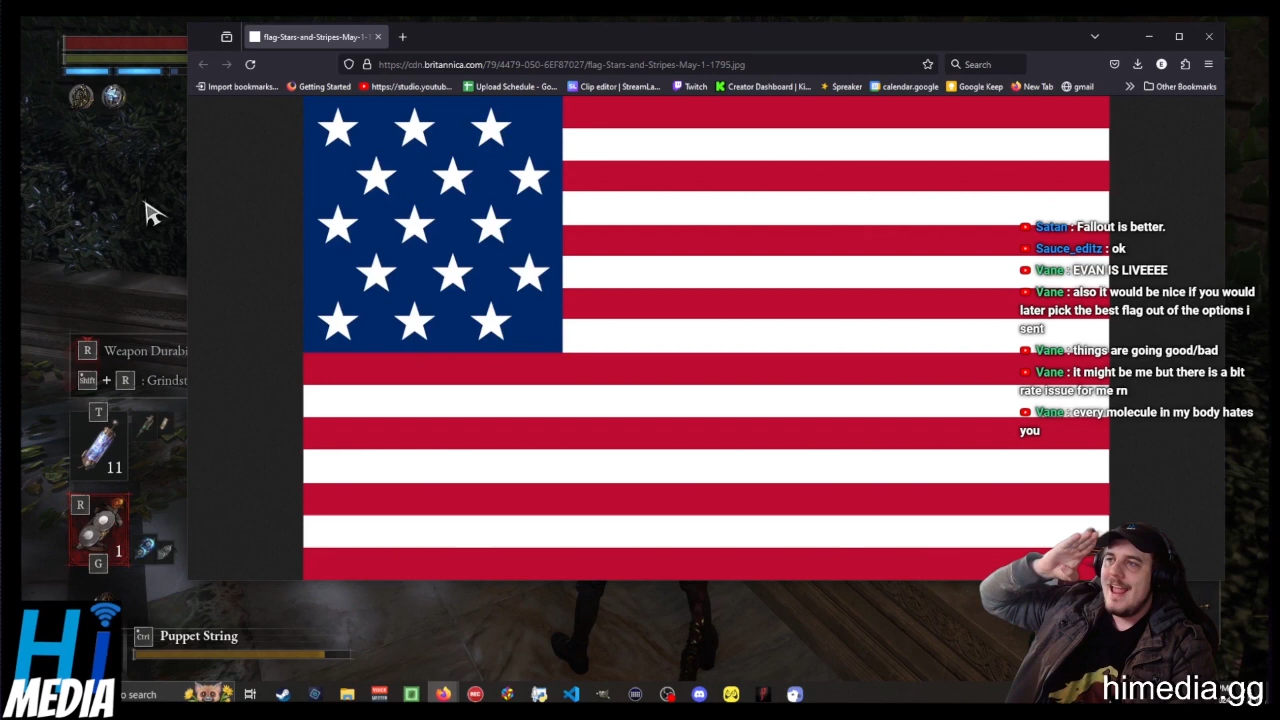 flag-Stars-and-Stripes-May-1-1
https://cdn.britannica.com/79/4479-050-6EF87027/flag-Stars-and-Stripes-May-1-1795.jpg
Search
Import bookmarks...
Getting Started
https://studio.youtub...
Upload Schedule - Go...
Clip editor | StreamLa...
Twitch
Creator Dashboard | Ki...
Spreaker
calendar.google
Google Keep
New Tab
gmail
Other Bookmarks
Satan : Fallout is better.
Sauce_editz : ok
Vane : EVAN IS LIVEEEE
Vane : also it would be nice if you would
later pick the best flag out of the options i
sent
Vane : things are going good/bad
Vane : it might be me but there is a bit
rate issue for me rn
Vane : every molecule in my body hates
you
R Weapon Durabi
Shift + R : Grindst
T
11
R
1
G
Ctrl Puppet String
Hi
MEDIA
o search
himedia.gg